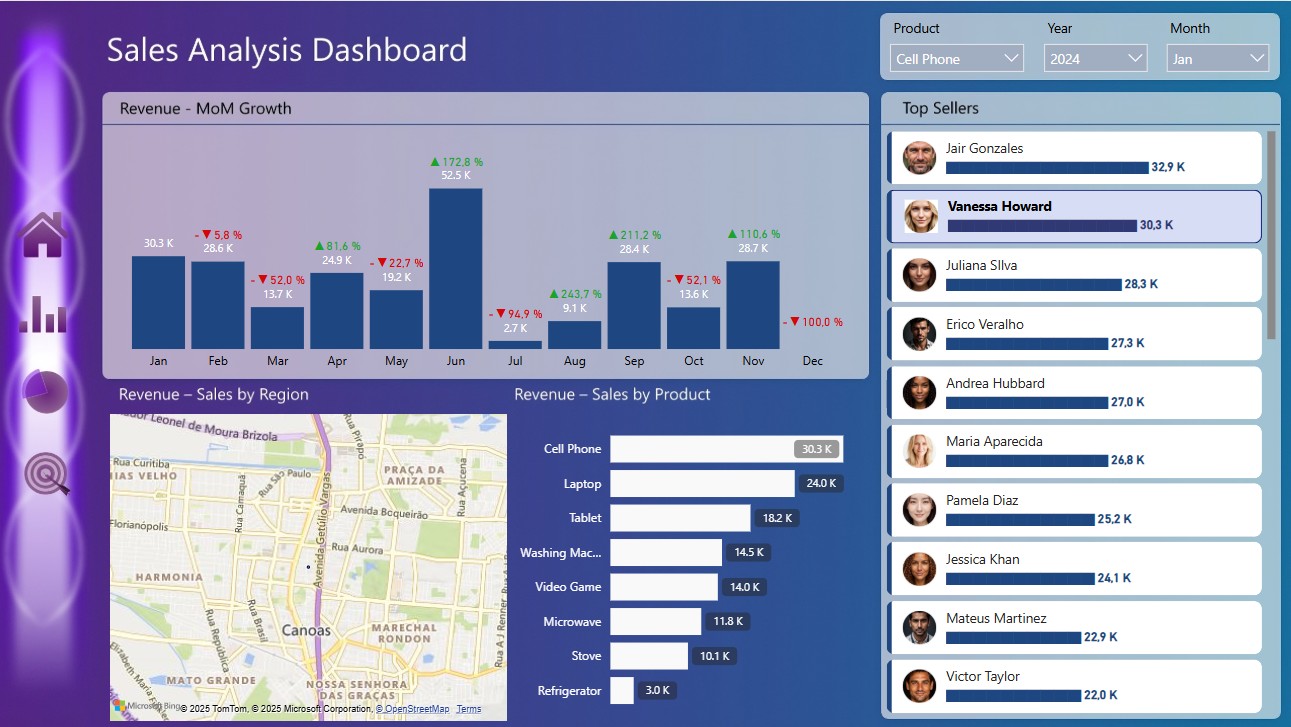 Sales Analysis Dashboard
Product
Year
Month
Cell Phone
2024
Jan
Revenue - MoM Growth
▲172,8 %
52.5 K
30.3 K
- ▼5,8 %
28.6 K
- ▼52,0 %
13.7 K
▲81,6 %
24.9 K
- ▼22,7 %
19.2 K
- ▼94,9 %
2.7 K
▲243,7 %
9.1 K
▲211,2 %
28.4 K
- ▼52,1 %
13.6 K
▲110,6 %
28.7 K
- ▼100,0 %
Jan Feb Mar Apr May Jun Jul Aug Sep Oct Nov Dec
Top Sellers
Jair Gonzales
32,9 K
Vanessa Howard
30,3 K
Juliana SIlva
28,3 K
Erico Veralho
27,3 K
Andrea Hubbard
27,0 K
Maria Aparecida
26,8 K
Pamela Diaz
25,2 K
Jessica Khan
24,1 K
Mateus Martinez
22,9 K
Victor Taylor
22,0 K
Revenue – Sales by Region
Leonel de Moura Brizola
Rua Pirapó
Rua Curitiba
Rua São Paulo
PRAÇA DA
AMIZADE
Rua Camaquã
Avenida Getúlio Vargas
Rua Açucena
Florianópolis
Avenida Boqueirão
Rua Aurora
HARMONIA
Rua República
Rua Brasil
Canoas
MARECHAL
RONDON
Rua A J Renner
MATO GRANDE
NOSSA SENHORA
DAS GRAÇAS
Microsoft Bing
© 2025 TomTom, © 2025 Microsoft Corporation, © OpenStreetMap Terms
Revenue – Sales by Product
Cell Phone 30.3 K
Laptop 24.0 K
Tablet 18.2 K
Washing Mac... 14.5 K
Video Game 14.0 K
Microwave 11.8 K
Stove 10.1 K
Refrigerator 3.0 K